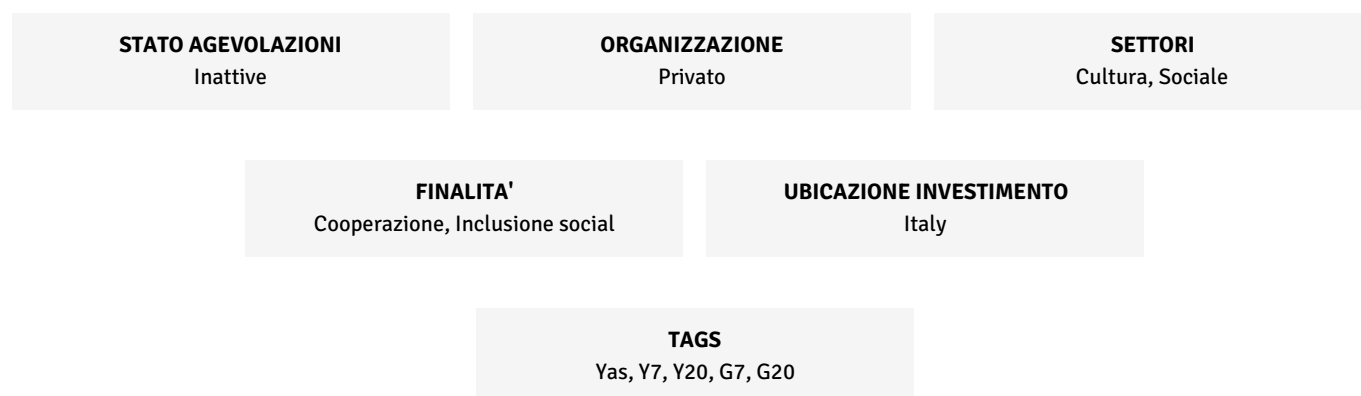 STATO AGEVOLAZIONI
Inattive
ORGANIZZAZIONE
Privato
SETTORI
Cultura, Sociale
FINALITA'
Cooperazione, Inclusione social
UBICAZIONE INVESTIMENTO
Italy
TAGS
Yas, Y7, Y20, G7, G20